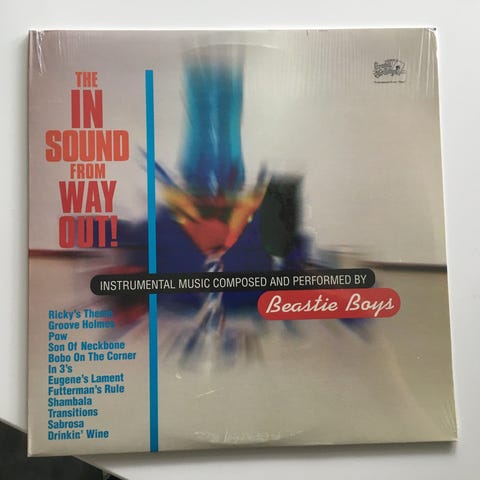 THE
IN
SOUND
FROM
WAY
OUT!
INSTRUMENTAL MUSIC COMPOSED AND PERFORMED BY
Beastie Boys
Ricky's Theme
Groove Holmes
Pow
Son Of Neckbone
Bobo On The Corner
In 3's
Eugene's Lament
Futterman's Rule
Shambala
Transitions
Sabrosa
Drinkin' Wine